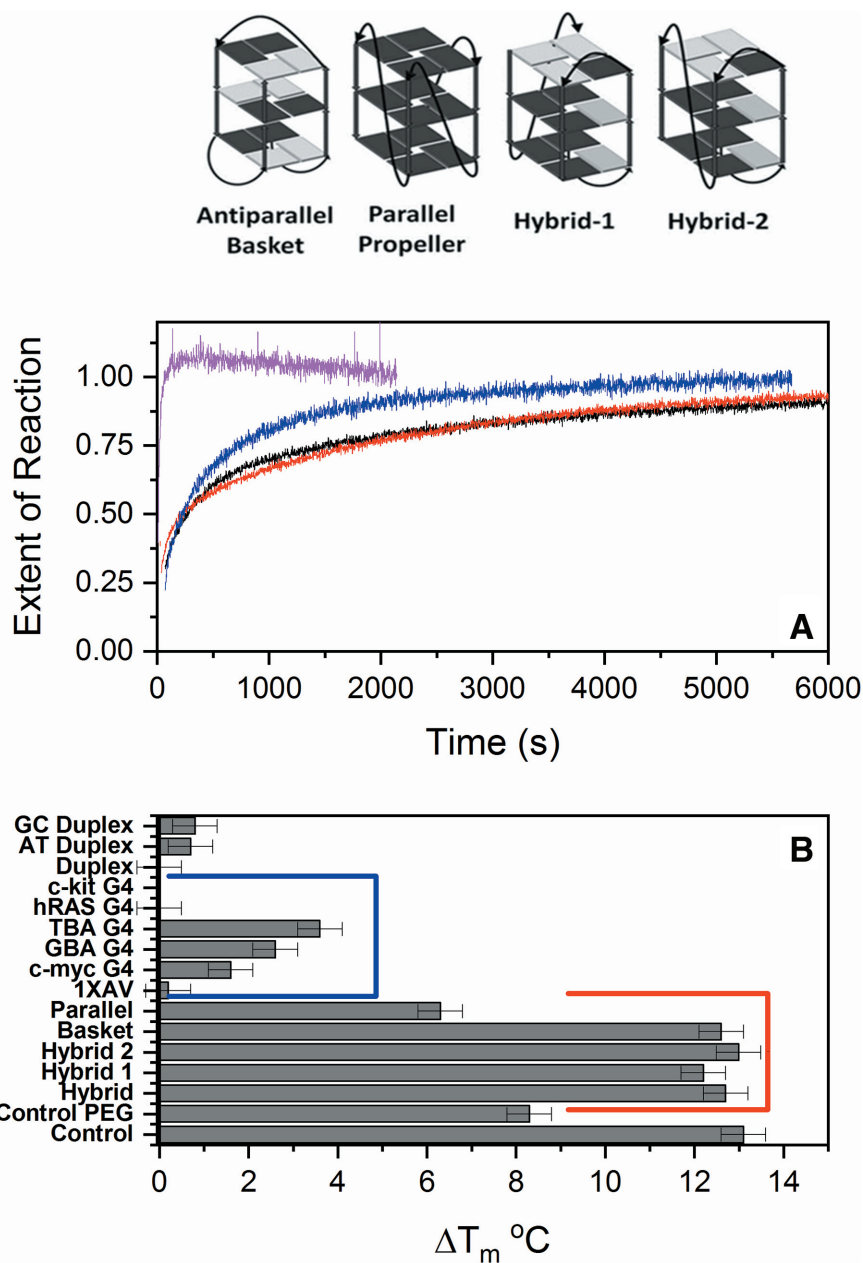 Antiparallel
Basket
Parallel
Propeller
Hybrid-1
Hybrid-2
Extent of Reaction
1.00
0.75
0.50
0.25
0.00
A
0 1000 2000 3000 4000 5000 6000
Time (s)
B
GC Duplex
AT Duplex
Duplex
c-kit G4
hRAS G4
TBA G4
GBA G4
c-myc G4
1XAV
Parallel
Basket
Hybrid 2
Hybrid 1
Hybrid
Control PEG
Control
0 2 4 6 8 10 12 14
ΔTm °C